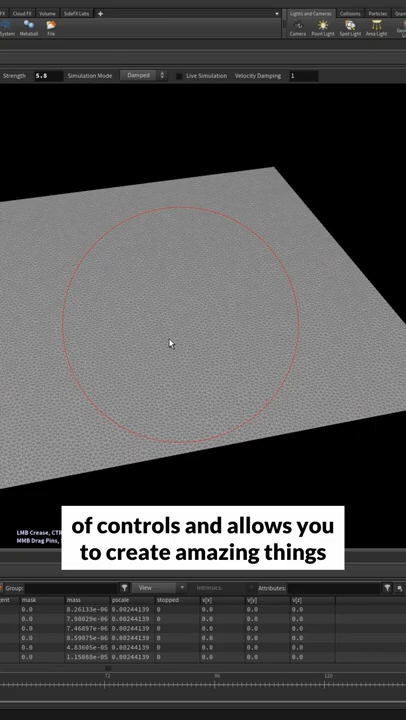 FX Cloud FX Volume SideFX Labs + Lights and Cameras Collisions Particles
System Metaball File Camera Point Light Spot Light Area Light
Strength 5.8 Simulation Mode Damped Live Simulation Velocity Damping 1
LMB Crease,
MMB Drag Pins,
of controls and allows you
to create amazing things
Group: View Intrinsics Attributes:
mask mass pscale stopped v[x] v[y] v[z]
0.0 8.26133e-06 0.00244139 0 0.0 0.0 0.0
0.0 7.98029e-06 0.00244139 0 0.0 0.0 0.0
0.0 7.46897e-06 0.00244139 0 0.0 0.0 0.0
0.0 8.59075e-06 0.00244139 0 0.0 0.0 0.0
0.0 4.83605e-05 0.00244139 0 0.0 0.0 0.0
0.0 1.15088e-05 0.00244139 0 0.0 0.0 0.0
72 96 120